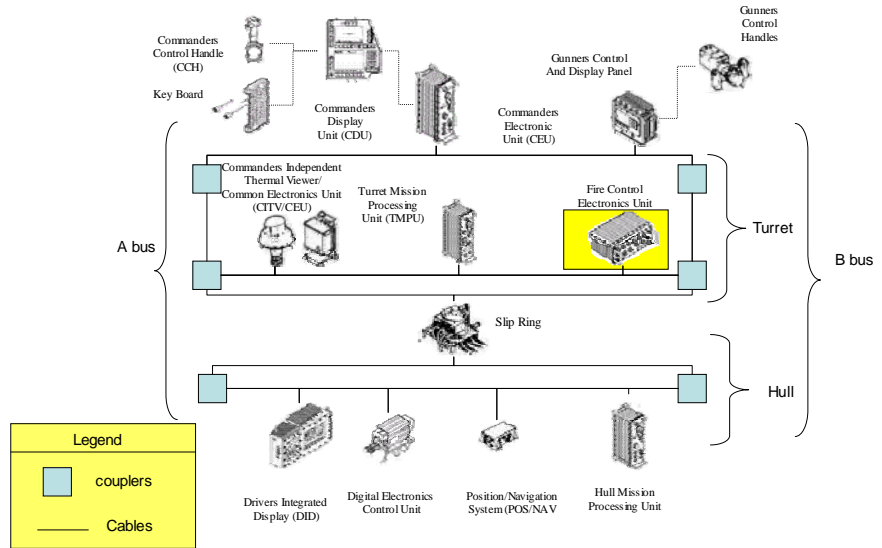 Commanders
Control Handle
(CCH)
Key Board
Commanders
Display
Unit (CDU)
Commanders
Electronic
Unit (CEU)
Gunners Control
And Display Panel
Gunners
Control
Handles
Commanders Independent
Thermal Viewer/
Common Electronics Unit
(CITV/CEU)
Turret Mission
Processing
Unit (TMPU)
Fire Control
Electronics Unit
Turret
A bus
B bus
Slip Ring
Hull
Legend
couplers
Cables
Drivers Integrated
Display (DID)
Digital Electronics
Control Unit
Position/Navigation
System (POS/NAV
Hull Mission
Processing Unit